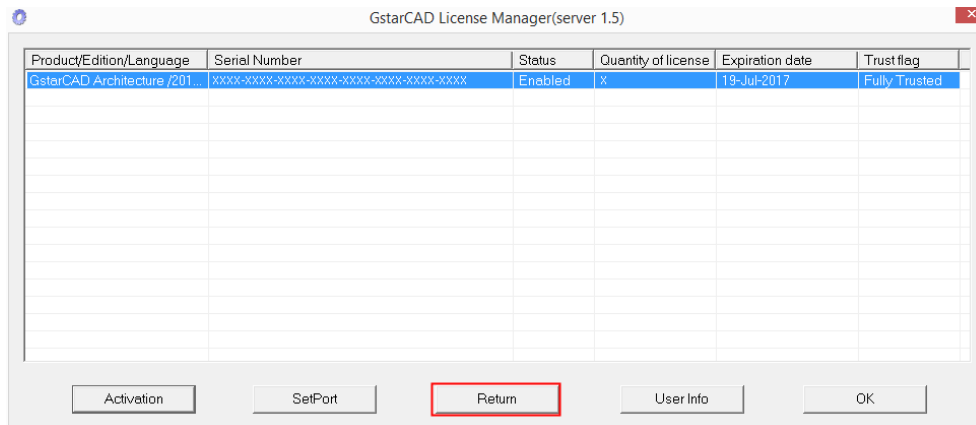 GstarCAD License Manager(server 1.5)
Product/Edition/Language Serial Number Status Quantity of license Expiration date Trust flag
GstarCAD Architecture /201... XXXX-XXXX-XXXX-XXXX-XXXX-XXXX-XXXX-XXXX Enabled X 19-Jul-2017 Fully Trusted
Activation SetPort Return User Info OK